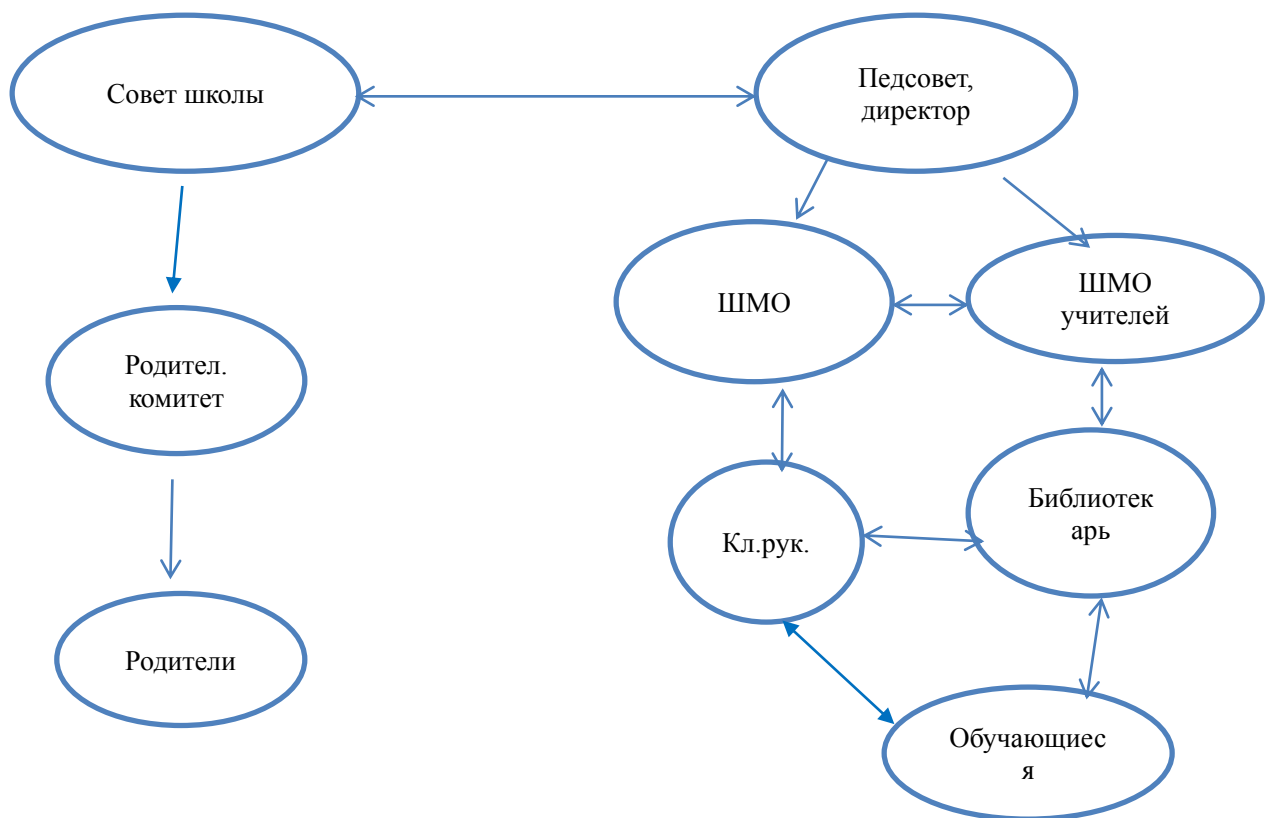 Совет школы
Педсовет,
директор
ШМО
ШМО
учителей
Родител.
комитет
Кл.рук.
Библиотек
арь
Родители
Обучающиес
я